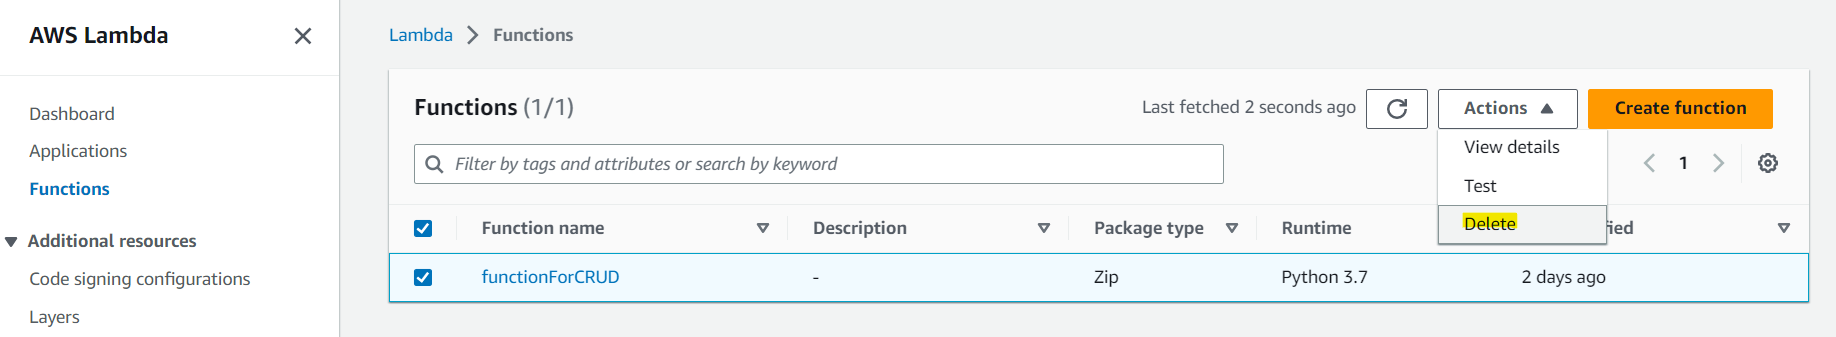 AWS Lambda
Dashboard
Applications
Functions
Additional resources
Code signing configurations
Layers
Lambda > Functions
Functions (1/1)
Last fetched 2 seconds ago
Actions
Create function
Filter by tags and attributes or search by keyword
View details
Test
Delete
1
Function name
Description
Package type
Runtime
fied
functionForCRUD
-
Zip
Python 3.7
2 days ago